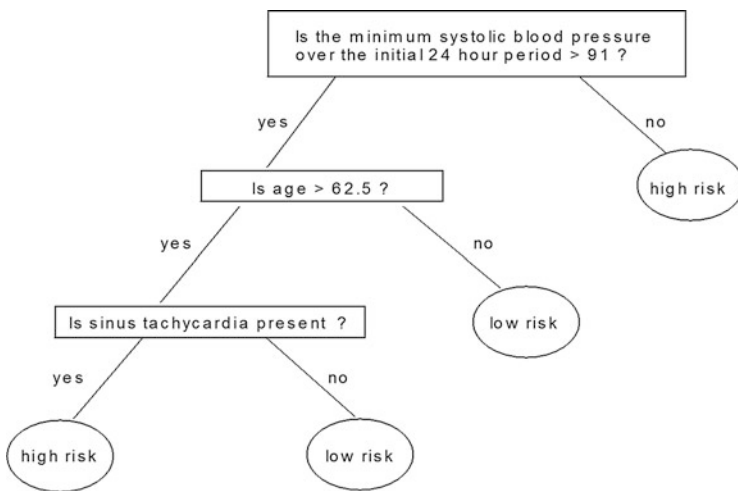 Is the minimum systolic blood pressure
over the initial 24 hour period > 91 ?
yes
no
high risk
Is age > 62.5 ?
yes
no
low risk
Is sinus tachycardia present ?
yes
no
high risk
low risk